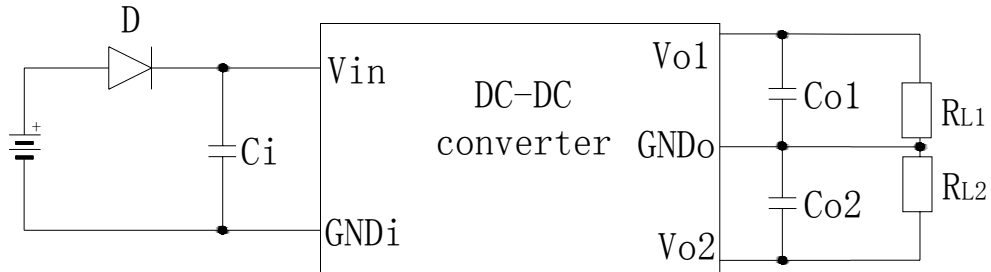 D
+
Ci
Vin
GNDi
DC-DC
converter
Vo1
GNDo
Vo2
Co1
Co2
RL1
RL2